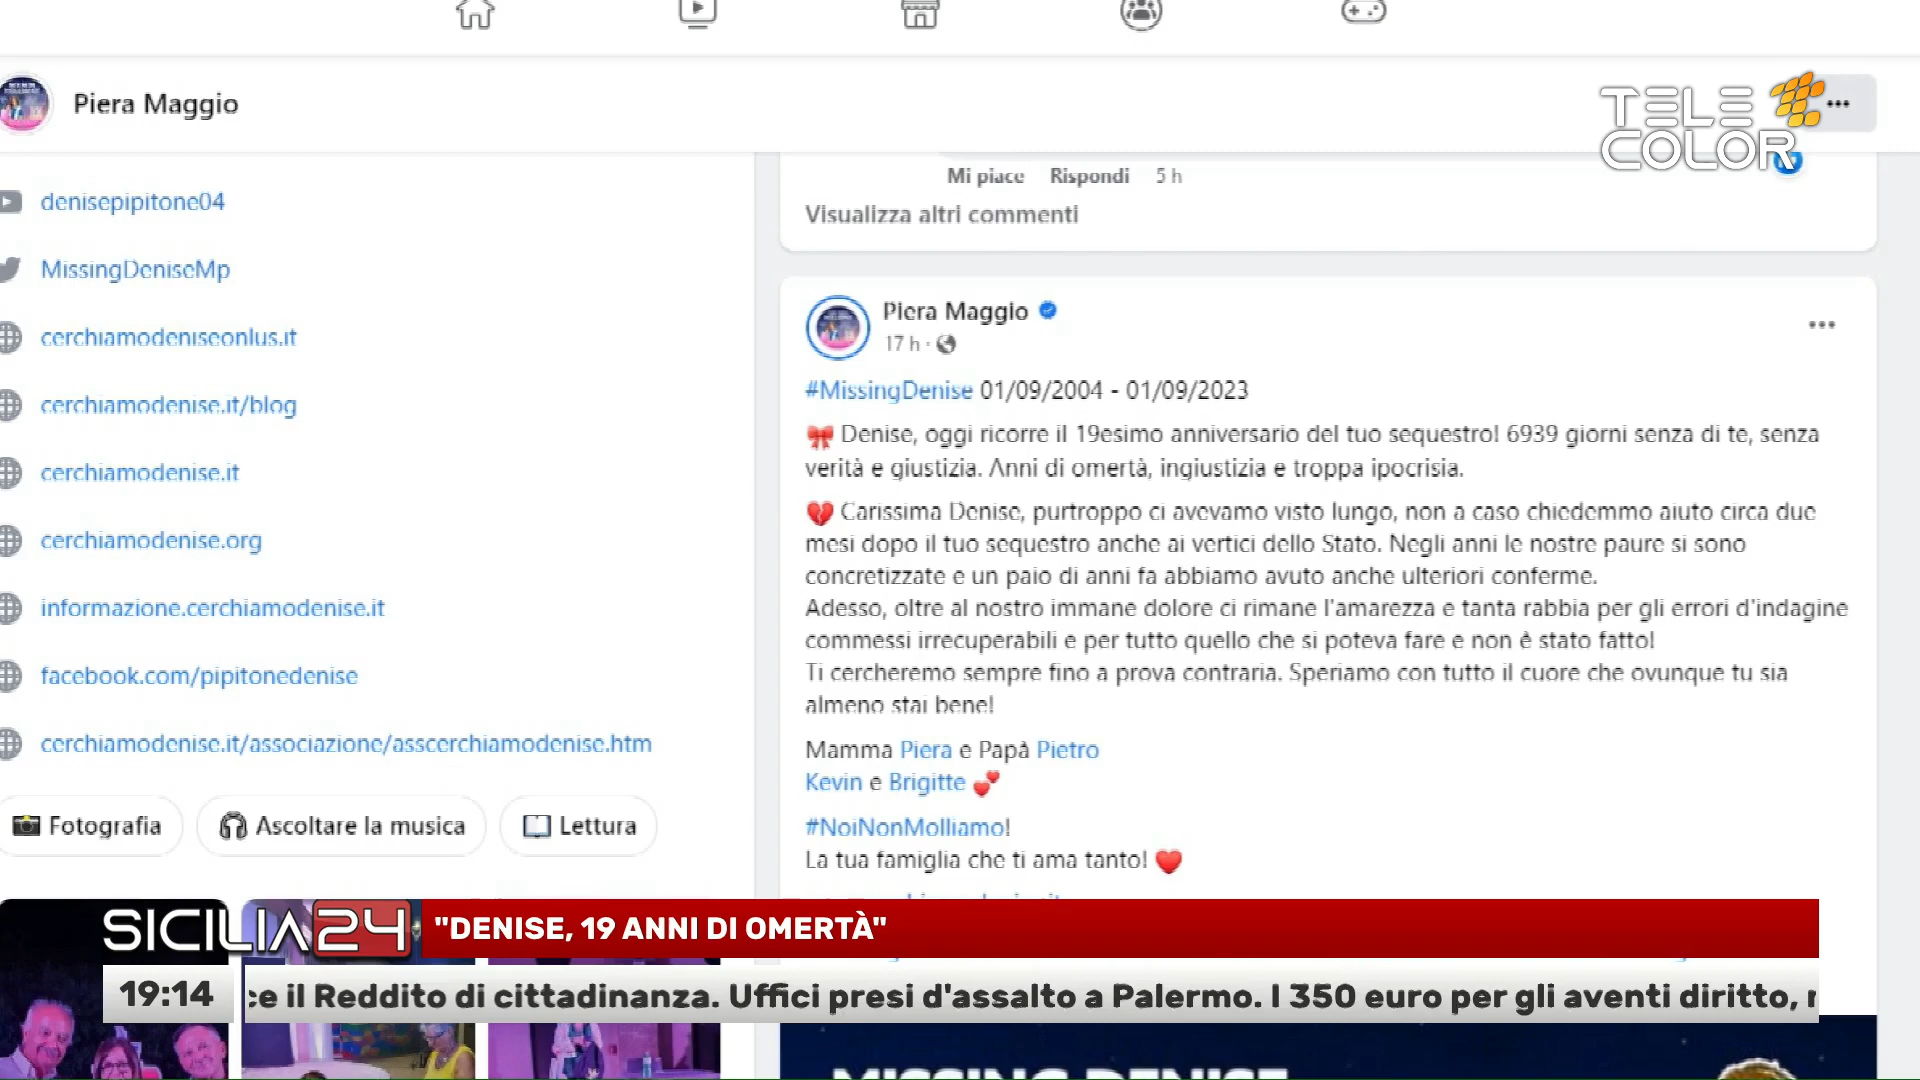 Piera Maggio
TELE
COLOR
denisepipitone04
MissingDeniseMp
cerchiamodeniseonlus.it
cerchiamodenise.it/blog
cerchiamodenise.it
cerchiamodenise.org
informazione.cerchiamodenise.it
facebook.com/pipitonedenise
cerchiamodenise.it/associazione/asscerchiamodenise.htm
Fotografia
Ascoltare la musica
Lettura
Mi piace Rispondi 5 h
Visualizza altri commenti
Piera Maggio
17 h ·
#MissingDenise 01/09/2004 - 01/09/2023
🎀 Denise, oggi ricorre il 19esimo anniversario del tuo sequestro! 6939 giorni senza di te, senza
verità e giustizia. Anni di omertà, ingiustizia e troppa ipocrisia.
💔 Carissima Denise, purtroppo ci avevamo visto lungo, non a caso chiedemmo aiuto circa due
mesi dopo il tuo sequestro anche ai vertici dello Stato. Negli anni le nostre paure si sono
concretizzate e un paio di anni fa abbiamo avuto anche ulteriori conferme.
Adesso, oltre al nostro immane dolore ci rimane l'amarezza e tanta rabbia per gli errori d'indagine
commessi irrecuperabili e per tutto quello che si poteva fare e non è stato fatto!
Ti cercheremo sempre fino a prova contraria. Speriamo con tutto il cuore che ovunque tu sia
almeno stai bene!
Mamma Piera e Papà Pietro
Kevin e Brigitte 💕
#NoiNonMolliamo!
La tua famiglia che ti ama tanto! ❤️
SICILIA24
"DENISE, 19 ANNI DI OMERTÀ"
19:14
ce il Reddito di cittadinanza. Uffici presi d'assalto a Palermo. I 350 euro per gli aventi diritto,
MISSING DENISE